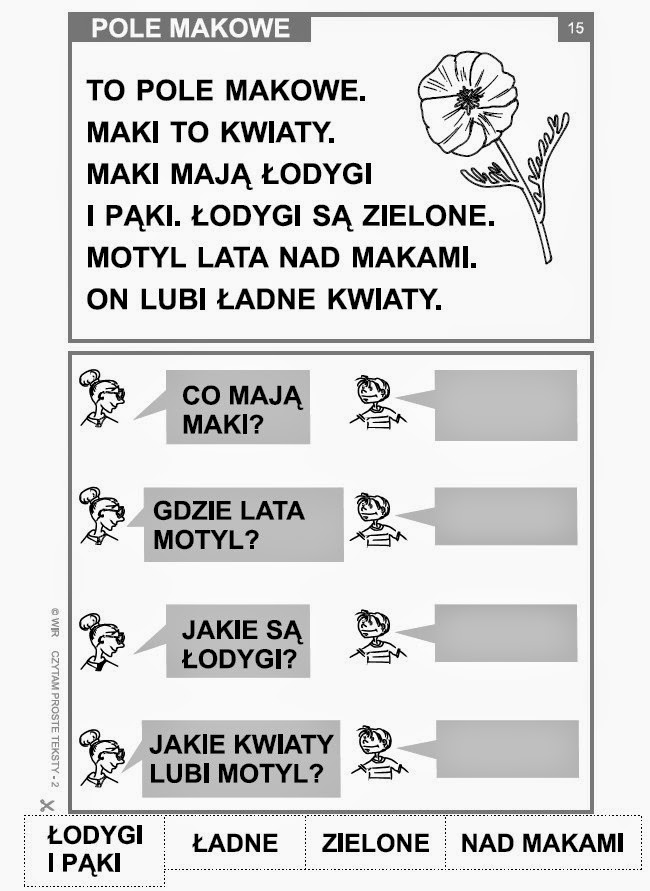 POLE MAKOWE
15
TO POLE MAKOWE.
MAKI TO KWIATY.
MAKI MAJĄ ŁODYGI
I PĄKI. ŁODYGI SĄ ZIELONE.
MOTYL LATA NAD MAKAMI.
ON LUBI ŁADNE KWIATY.
CO MAJĄ
MAKI?
GDZIE LATA
MOTYL?
JAKIE SĄ
ŁODYGI?
JAKIE KWIATY
LUBI MOTYL?
© WIR CZYTAM PROSTE TEKSTY - 2
ŁODYGI
I PĄKI
ŁADNE
ZIELONE
NAD MAKAMI